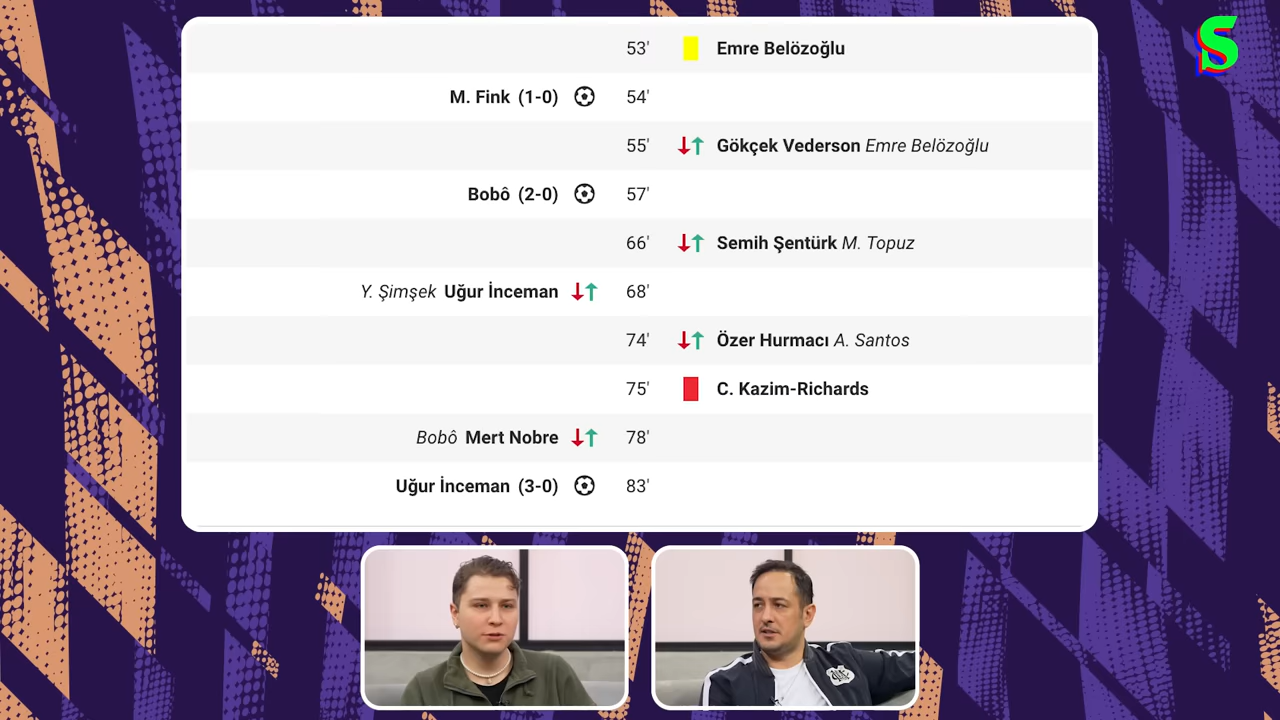 53' Emre Belözoğlu
M. Fink (1-0) 54'
55' Gökçek Vederson Emre Belözoğlu
Bobô (2-0) 57'
66' Semih Şentürk M. Topuz
Y. Şimşek Uğur İnceman 68'
74' Özer Hurmacı A. Santos
75' C. Kazim-Richards
Bobô Mert Nobre 78'
Uğur İnceman (3-0) 83'
S